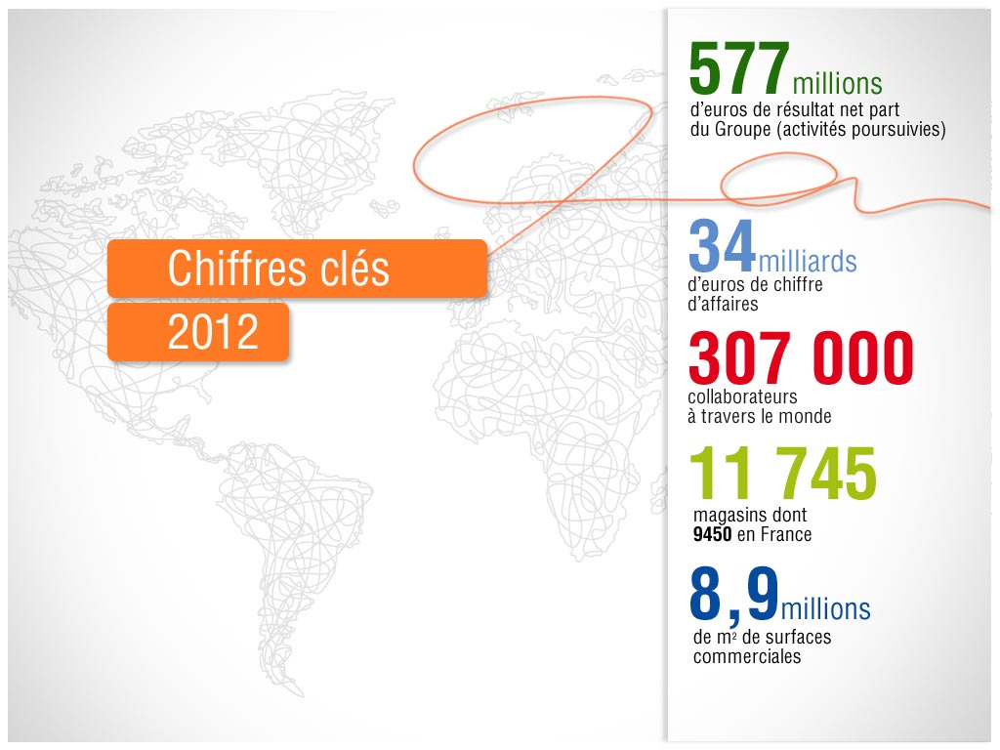 Chiffres clés
2012
577 millions
d'euros de résultat net part
du Groupe (activités poursuivies)
34 milliards
d'euros de chiffre
d'affaires
307 000
collaborateurs
à travers le monde
11 745
magasins dont
9450 en France
8,9 millions
de m² de surfaces
commerciales